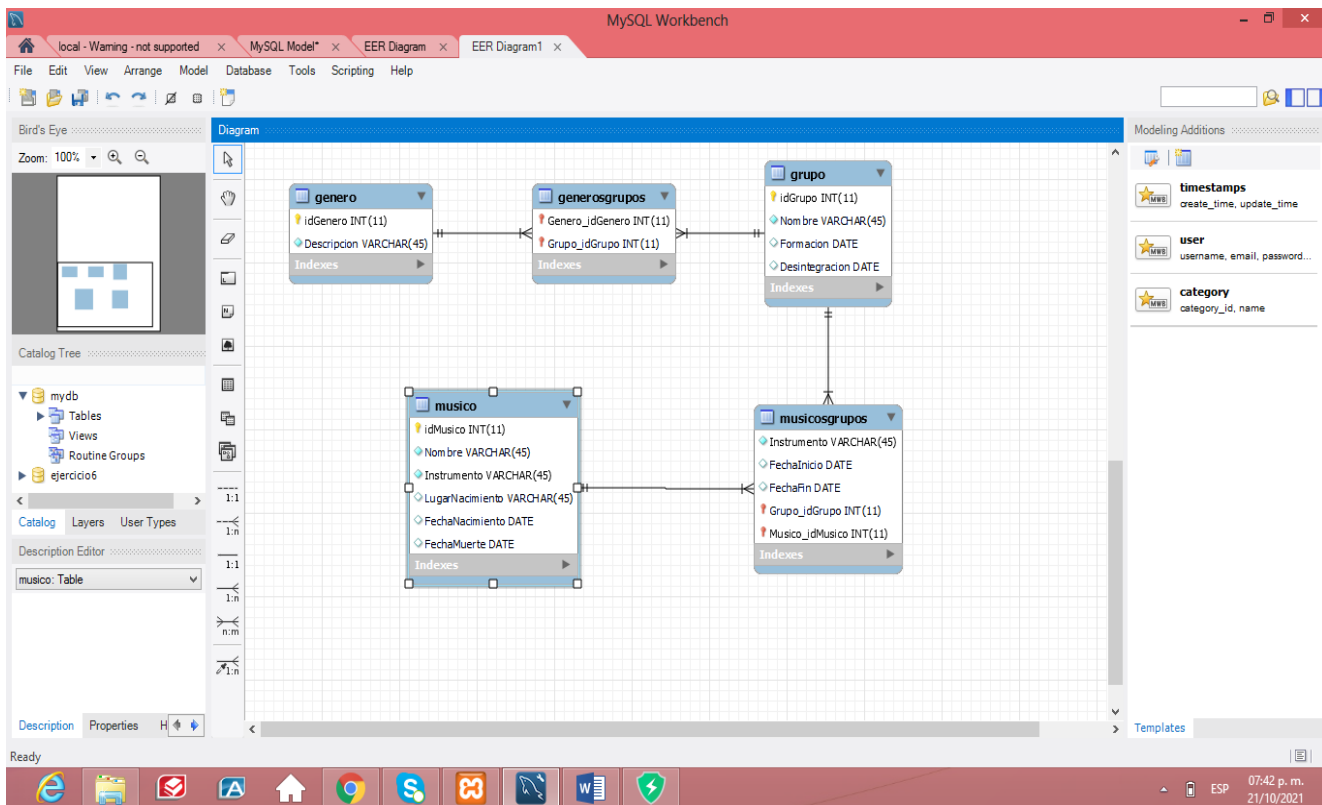 MySQL Workbench
local - Warning - not supported
MySQL Model*
EER Diagram
EER Diagram1
File Edit View Arrange Model Database Tools Scripting Help
Bird's Eye
Zoom: 100%
Diagram
Modeling Additions
timestamps
create_time, update_time
user
username, email, password...
category
category_id, name
genero
idGenero INT(11)
Descripcion VARCHAR(45)
Indexes
generosgrupos
Genero_idGenero INT(11)
Grupo_idGrupo INT(11)
Indexes
grupo
idGrupo INT(11)
Nombre VARCHAR(45)
Formacion DATE
Desintegracion DATE
Indexes
Catalog Tree
mydb
Tables
Views
Routine Groups
ejercicio6
Catalog Layers User Types
Description Editor
musico: Table
1:1
1:n
1:1
1:n
n:m
1:n
musico
idMusico INT(11)
Nombre VARCHAR(45)
Instrumento VARCHAR(45)
LugarNacimiento VARCHAR(45)
FechaNacimiento DATE
FechaMuerte DATE
Indexes
musicosgrupos
Instrumento VARCHAR(45)
FechaInicio DATE
FechaFin DATE
Grupo_idGrupo INT(11)
Musico_idMusico INT(11)
Indexes
Description Properties H
Templates
Ready
ESP
07:42 p. m.
21/10/2021